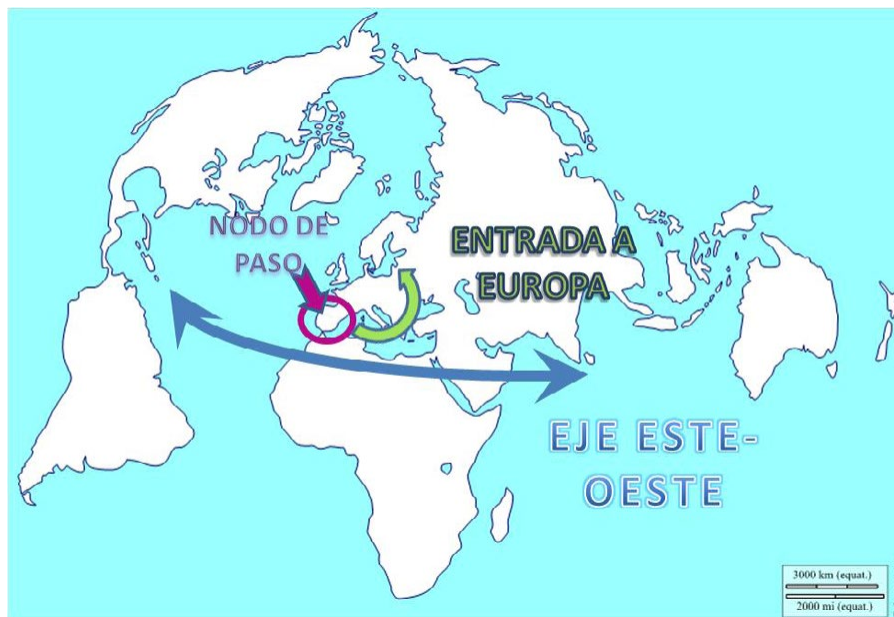 NODO DE
PASO
ENTRADA A
EUROPA
EJE ESTE-
OESTE
3000 km (equat.)
2000 mi (equat.)